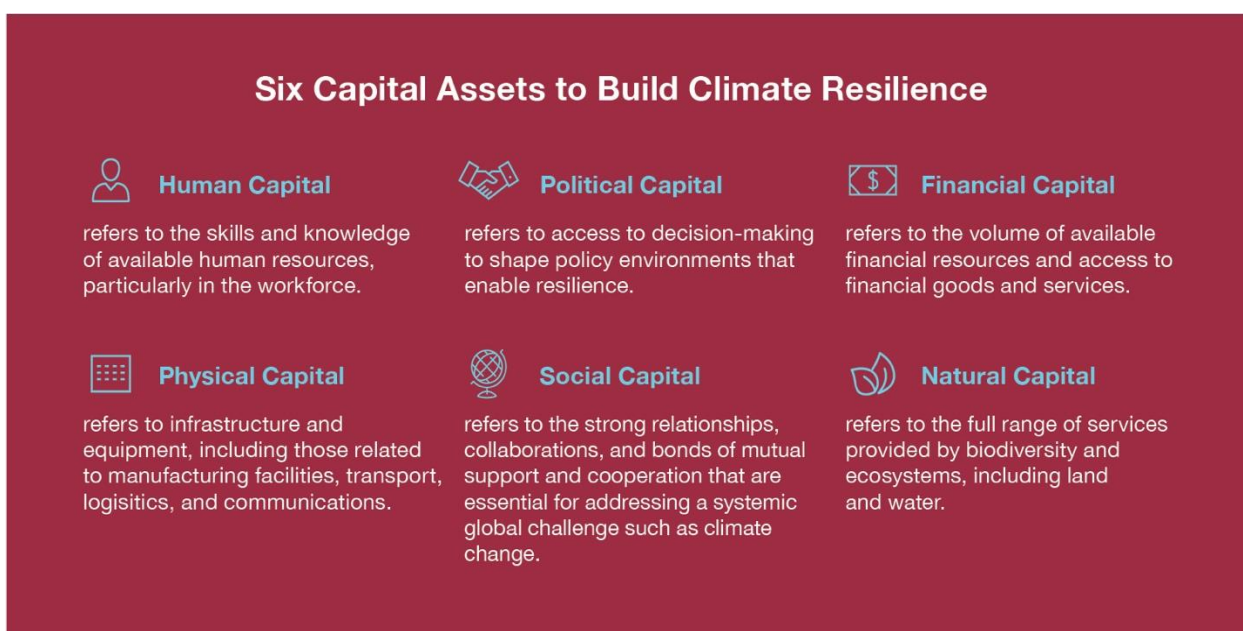 Six Capital Assets to Build Climate Resilience
Human Capital
refers to the skills and knowledge
of available human resources,
particularly in the workforce.
Political Capital
refers to access to decision-making
to shape policy environments that
enable resilience.
$
Financial Capital
refers to the volume of available
financial resources and access to
financial goods and services.
Physical Capital
refers to infrastructure and
equipment, including those related
to manufacturing facilities, transport,
logisitics, and communications.
Social Capital
refers to the strong relationships,
collaborations, and bonds of mutual
support and cooperation that are
essential for addressing a systemic
global challenge such as climate
change.
Natural Capital
refers to the full range of services
provided by biodiversity and
ecosystems, including land
and water.